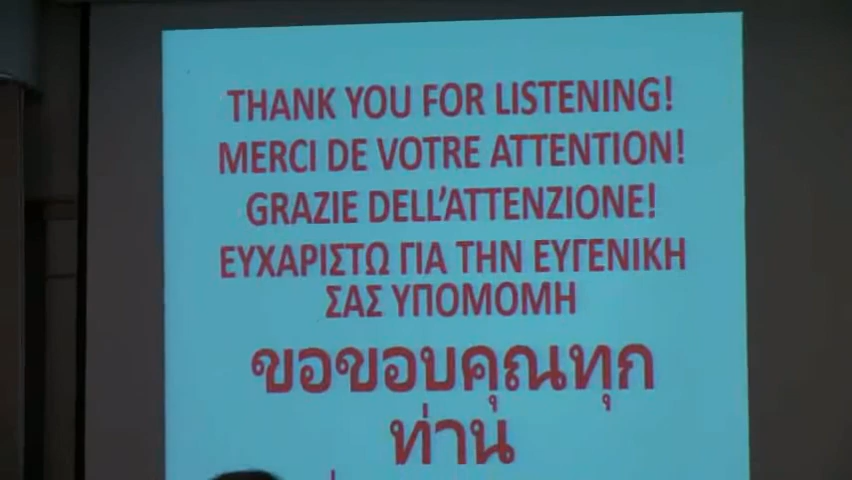 THANK YOU FOR LISTENING!
MERCI DE VOTRE ATTENTION!
GRAZIE DELL'ATTENZIONE!
ΕΥΧΑΡΙΣΤΩ ΓΙΑ ΤΗΝ ΕΥΓΕΝΙΚΗ
ΣΑΣ ΥΠΟΜΟΜΗ
ขอขอบคุณทุก
ท่าน